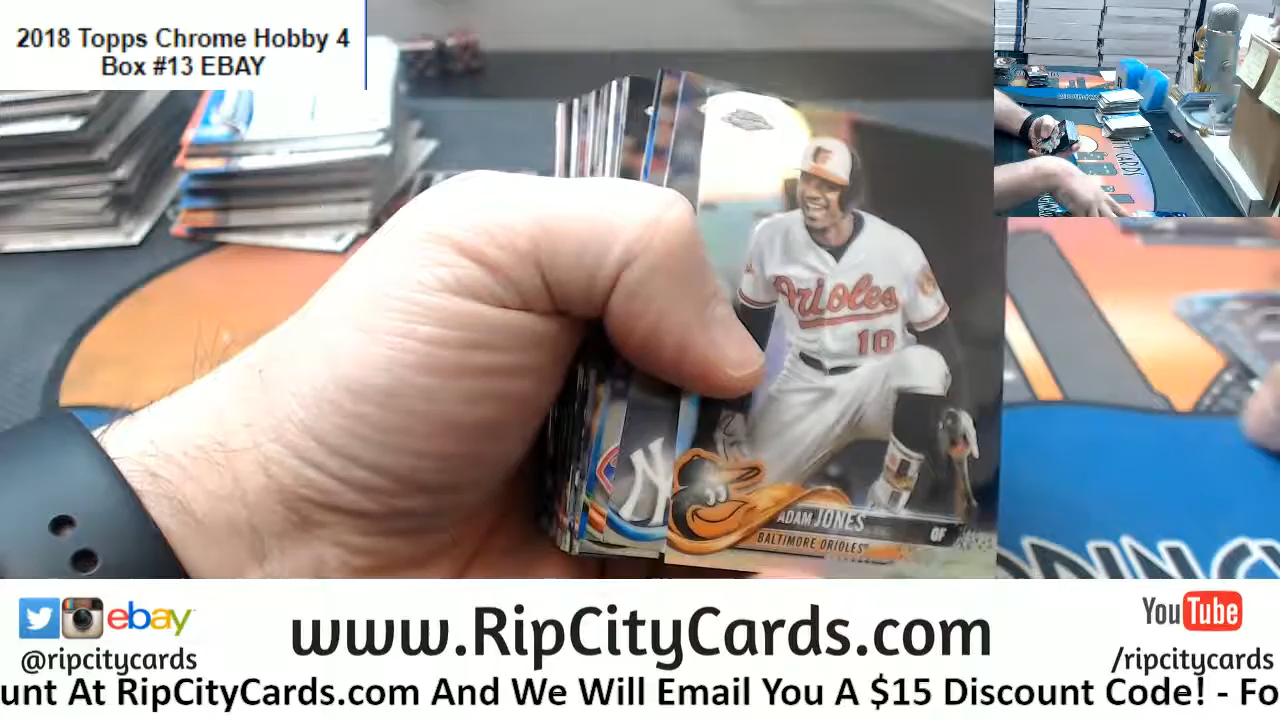 2018 Topps Chrome Hobby 4
Box #13 EBAY
Orioles
10
NY
ADAM JONES
OF
BALTIMORE ORIOLES
ebay
@ripcitycards
www.RipCityCards.com
YouTube
/ripcitycards
unt At RipCityCards.com And We Will Email You A $15 Discount Code! - Fo